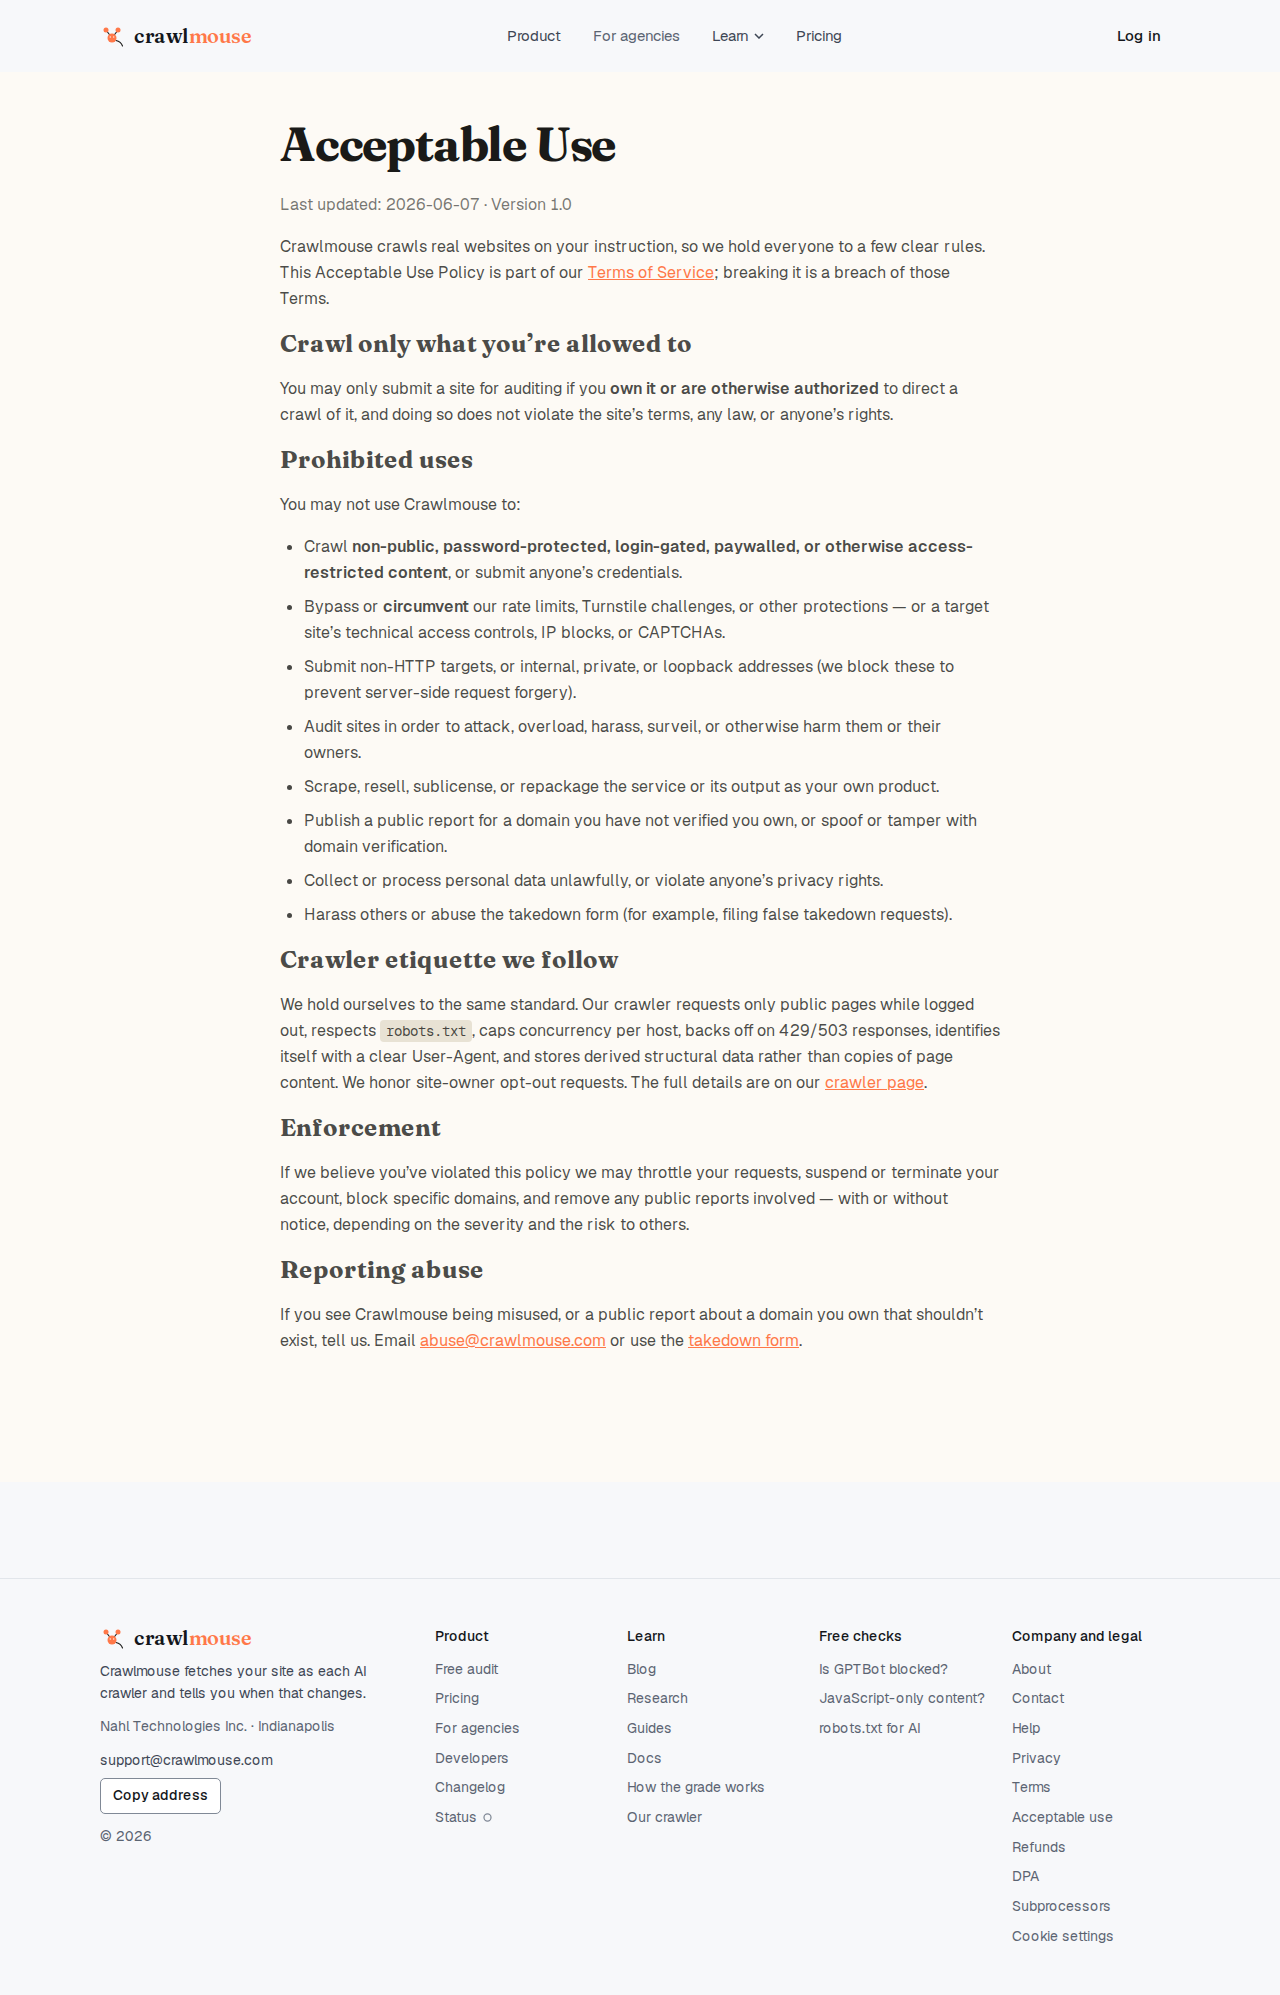 crawlmouse
Product
For agencies
Learn
Pricing
Log in
Acceptable Use
Last updated: 2026-06-07 · Version 1.0
Crawlmouse crawls real websites on your instruction, so we hold everyone to a few clear rules.
This Acceptable Use Policy is part of our Terms of Service; breaking it is a breach of those
Terms.
Crawl only what you’re allowed to
You may only submit a site for auditing if you own it or are otherwise authorized to direct a
crawl of it, and doing so does not violate the site’s terms, any law, or anyone’s rights.
Prohibited uses
You may not use Crawlmouse to:
• Crawl non-public, password-protected, login-gated, paywalled, or otherwise access-
restricted content, or submit anyone’s credentials.
• Bypass or circumvent our rate limits, Turnstile challenges, or other protections — or a target
site’s technical access controls, IP blocks, or CAPTCHAs.
• Submit non-HTTP targets, or internal, private, or loopback addresses (we block these to
prevent server-side request forgery).
• Audit sites in order to attack, overload, harass, surveil, or otherwise harm them or their
owners.
• Scrape, resell, sublicense, or repackage the service or its output as your own product.
• Publish a public report for a domain you have not verified you own, or spoof or tamper with
domain verification.
• Collect or process personal data unlawfully, or violate anyone’s privacy rights.
• Harass others or abuse the takedown form (for example, filing false takedown requests).
Crawler etiquette we follow
We hold ourselves to the same standard. Our crawler requests only public pages while logged
out, respects robots.txt, caps concurrency per host, backs off on 429/503 responses, identifies
itself with a clear User-Agent, and stores derived structural data rather than copies of page
content. We honor site-owner opt-out requests. The full details are on our crawler page.
Enforcement
If we believe you’ve violated this policy we may throttle your requests, suspend or terminate your
account, block specific domains, and remove any public reports involved — with or without
notice, depending on the severity and the risk to others.
Reporting abuse
If you see Crawlmouse being misused, or a public report about a domain you own that shouldn’t
exist, tell us. Email abuse@crawlmouse.com or use the takedown form.
crawlmouse
Crawlmouse fetches your site as each AI
crawler and tells you when that changes.
Nahl Technologies Inc. · Indianapolis
support@crawlmouse.com
Copy address
© 2026
Product
Free audit
Pricing
For agencies
Developers
Changelog
Status
Learn
Blog
Research
Guides
Docs
How the grade works
Our crawler
Free checks
Is GPTBot blocked?
JavaScript-only content?
robots.txt for AI
Company and legal
About
Contact
Help
Privacy
Terms
Acceptable use
Refunds
DPA
Subprocessors
Cookie settings